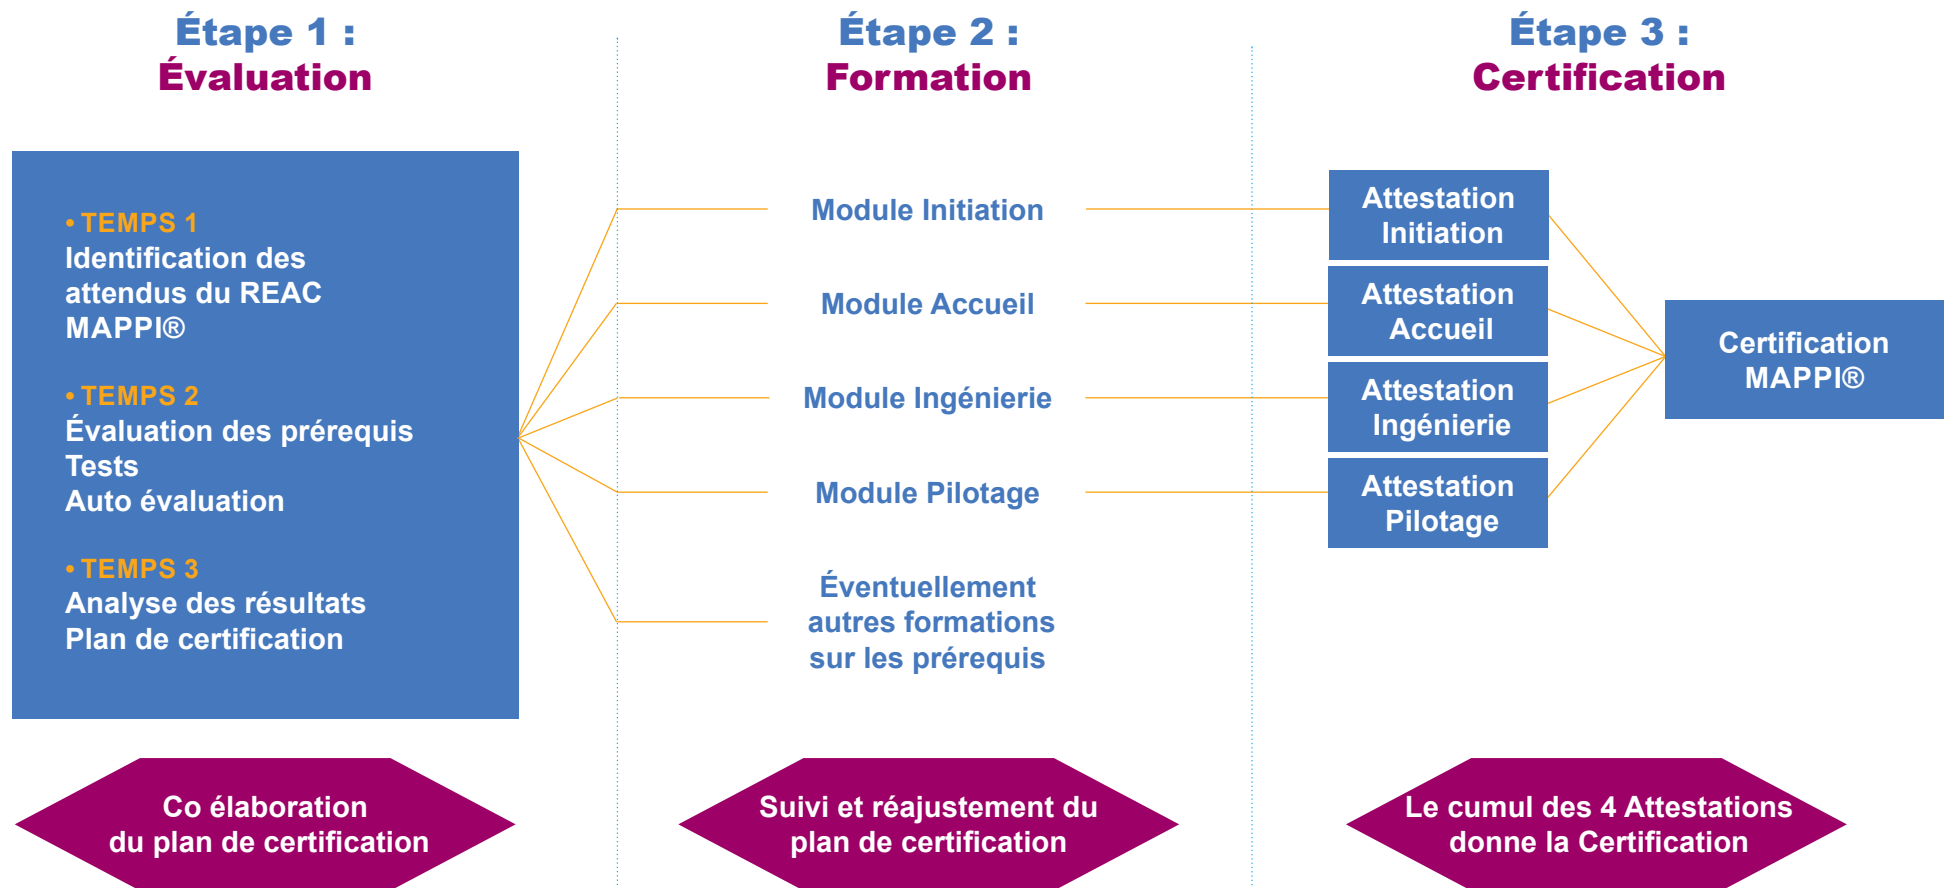 Étape 1 :
Évaluation
• TEMPS 1
Identification des
attendus du REAC
MAPPI®
• TEMPS 2
Évaluation des prérequis
Tests
Auto évaluation
• TEMPS 3
Analyse des résultats
Plan de certification
Co élaboration
du plan de certification
Étape 2 :
Formation
Module Initiation
Module Accueil
Module Ingénierie
Module Pilotage
Éventuellement
autres formations
sur les prérequis
Suivi et réajustement du
plan de certification
Étape 3 :
Certification
Attestation
Initiation
Attestation
Accueil
Attestation
Ingénierie
Attestation
Pilotage
Certification
MAPPI®
Le cumul des 4 Attestations
donne la Certification